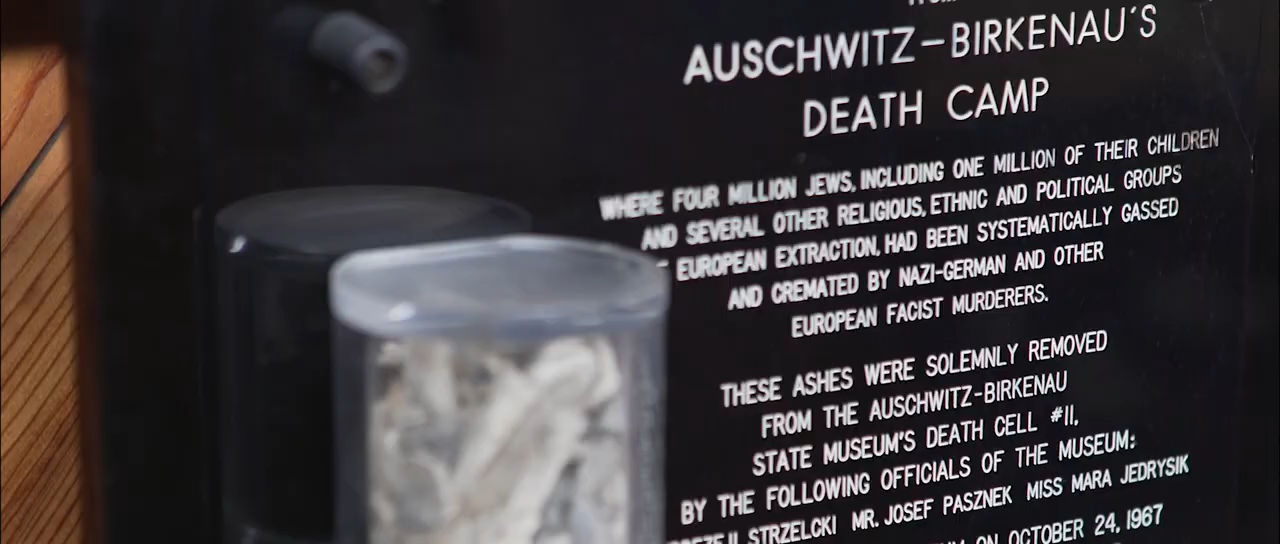 AUSCHWITZ–BIRKENAU'S
DEATH CAMP
WHERE FOUR MILLION JEWS, INCLUDING ONE MILLION OF THEIR CHILDREN
AND SEVERAL OTHER RELIGIOUS, ETHNIC AND POLITICAL GROUPS
EUROPEAN EXTRACTION, HAD BEEN SYSTEMATICALLY GASSED
AND CREMATED BY NAZI-GERMAN AND OTHER
EUROPEAN FACIST MURDERERS.
THESE ASHES WERE SOLEMNLY REMOVED
FROM THE AUSCHWITZ-BIRKENAU
STATE MUSEUM'S DEATH CELL #11,
BY THE FOLLOWING OFFICIALS OF THE MUSEUM:
STRZELCKI MR. JOSEF PASZNEK MISS MARA JEDRYSIK
ON OCTOBER 24, 1967